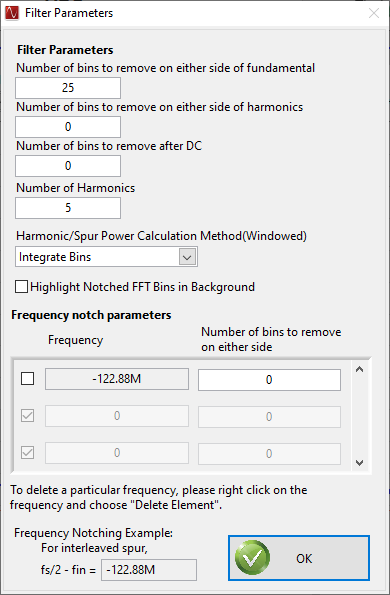 Filter Parameters
Filter Parameters
Number of bins to remove on either side of fundamental
25
Number of bins to remove on either side of harmonics
0
Number of bins to remove after DC
0
Number of Harmonics
5
Harmonic/Spur Power Calculation Method(Windowed)
Integrate Bins
Highlight Notched FFT Bins in Background
Frequency notch parameters
Frequency
Number of bins to remove
on either side
-122.88M 0
0 0
0 0
To delete a particular frequency, please right click on the
frequency and choose "Delete Element".
Frequency Notching Example:
For interleaved spur,
fs/2 - fin = -122.88M
OK